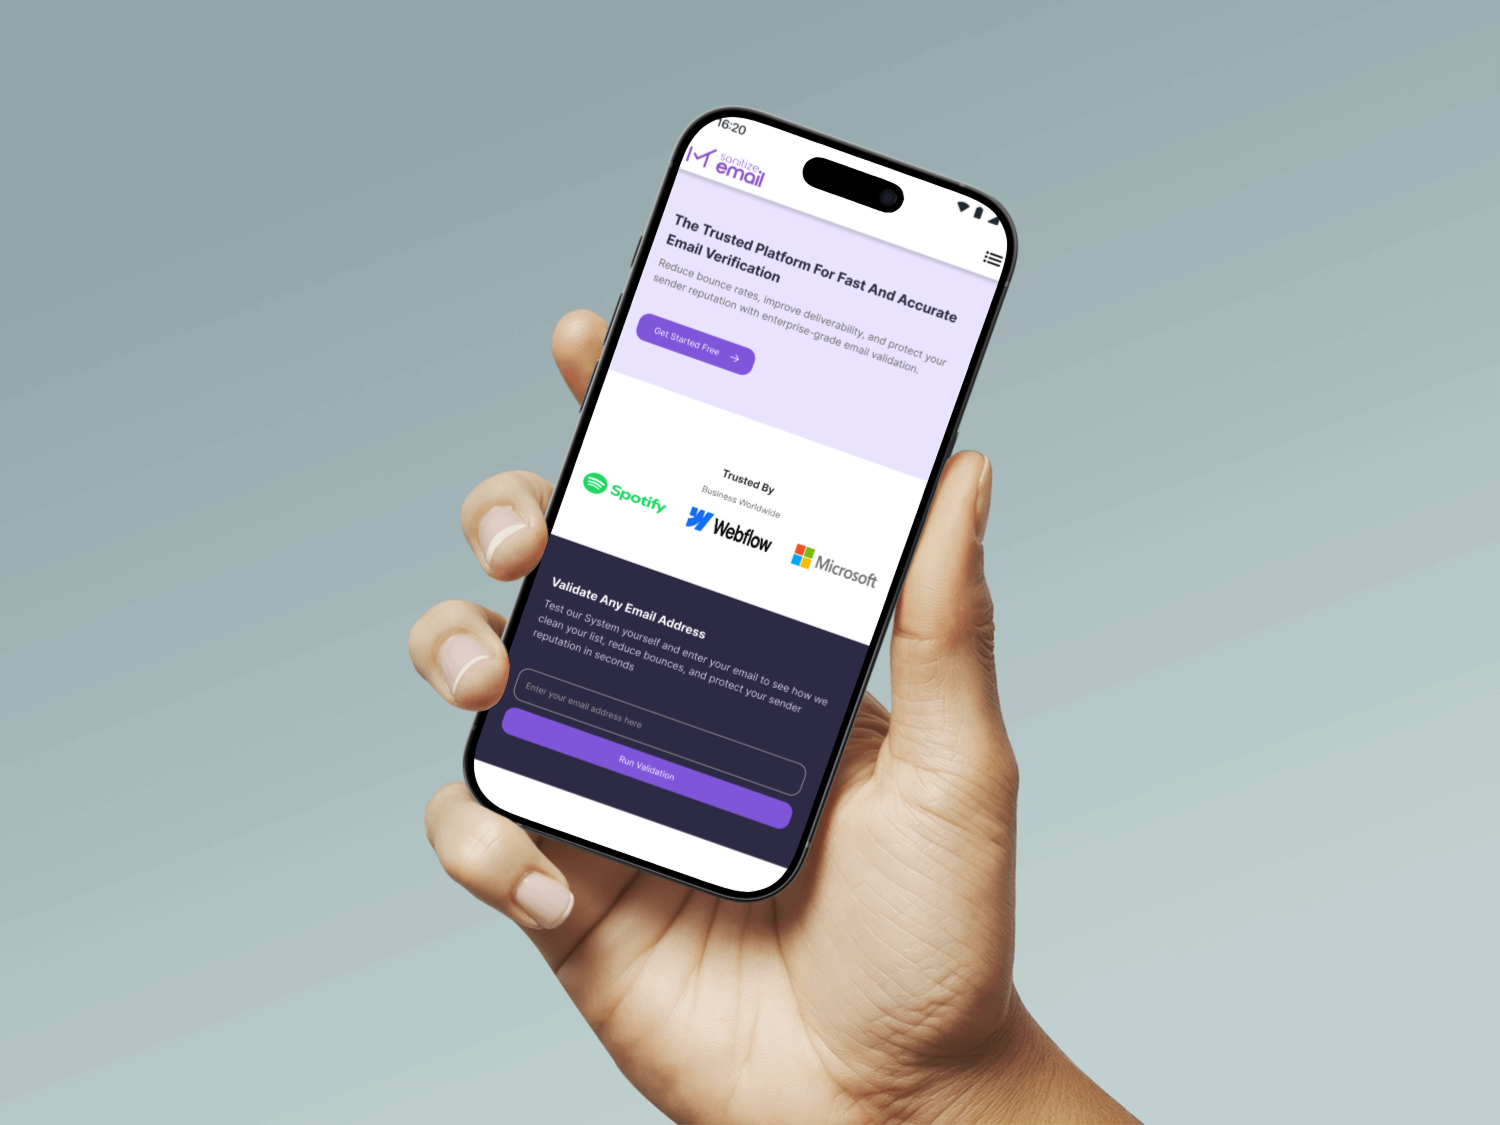 16:20
sanitize
email
The Trusted Platform For Fast And Accurate
Email Verification
Reduce bounce rates, improve deliverability, and protect your
sender reputation with enterprise-grade email validation.
Get Started Free
Trusted By
Business Worldwide
Spotify
Webflow
Microsoft
Validate Any Email Address
Test our System yourself and enter your email to see how we
clean your list, reduce bounces, and protect your sender
reputation in seconds
Enter your email address here
Run Validation